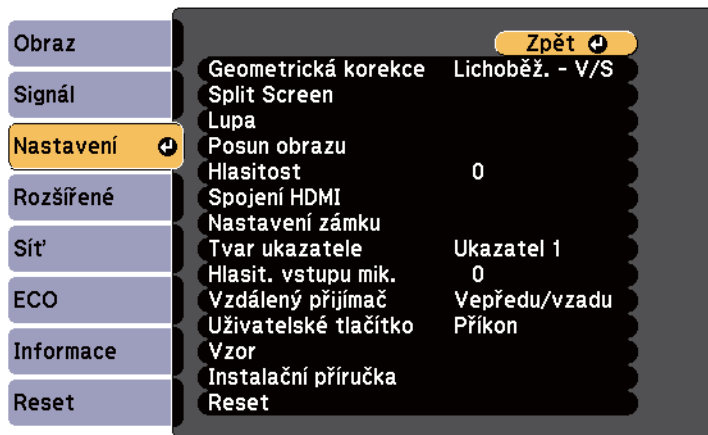 Obraz
Signál
Nastavení
Rozšířené
Síť
ECO
Informace
Reset
Zpět
Geometrická korekce Lichoběž. - V/S
Split Screen
Lupa
Posun obrazu
Hlasitost 0
Spojení HDMI
Nastavení zámku
Tvar ukazatele Ukazatel 1
Hlasit. vstupu mik. 0
Vzdálený přijímač Vepředu/vzadu
Uživatelské tlačítko Příkon
Vzor
Instalační příručka
Reset